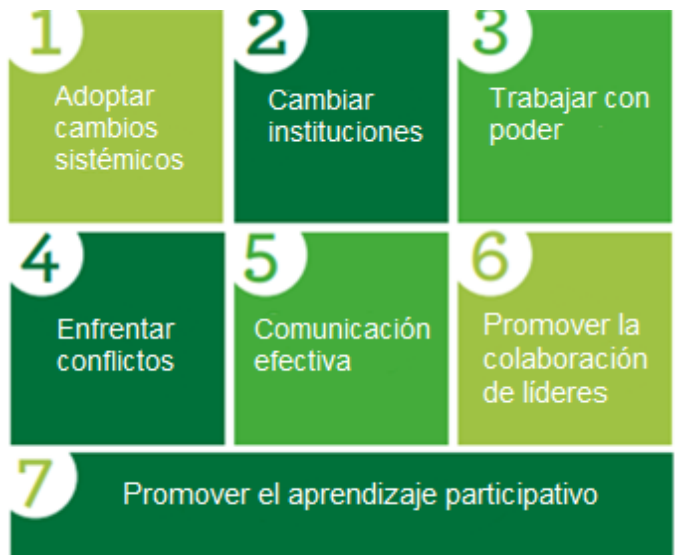 1
Adoptar
cambios
sistémicos
2
Cambiar
instituciones
3
Trabajar con
poder
4
Enfrentar
conflictos
5
Comunicación
efectiva
6
Promover la
colaboración
de líderes
7
Promover el aprendizaje participativo